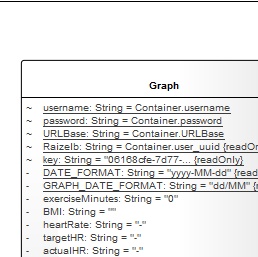 Graph
~ username: String = Container.username
~ password: String = Container.password
~ URLBase: String = Container.URLBase
~ RaizeIb: String = Container.user_uuid {readOn
~ key: String = "06168cfe-7d77-... {readOnly}
- DATE_FORMAT: String = "yyyy-MM-dd" {read
- GRAPH_DATE_FORMAT: String = "dd/MM" {r
- exerciseMinutes: String = "0"
- BMI: String = ""
- heartRate: String = "-"
- targetHR: String = "-"
- actualHR: String = "-"